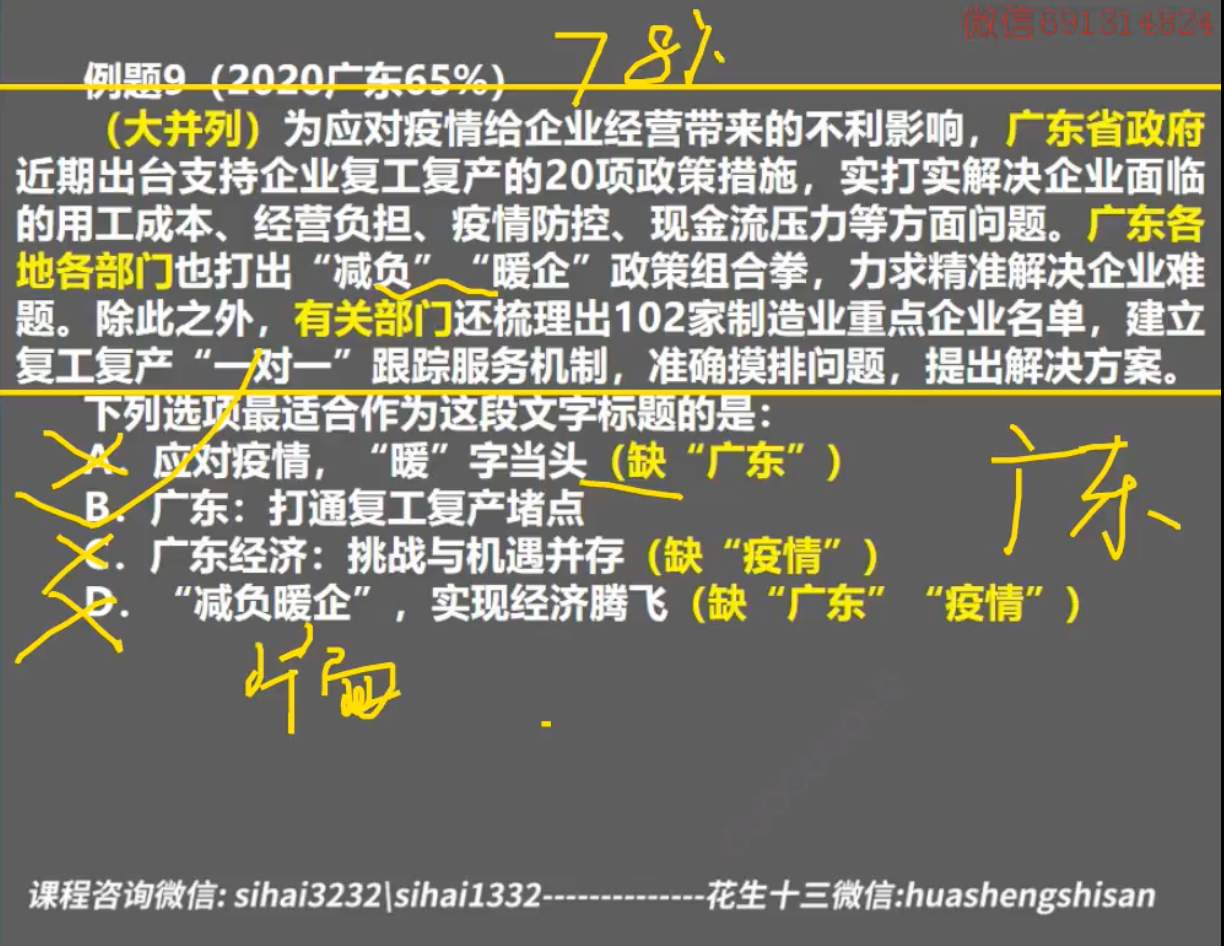 微信691314824
78%
例题9（2020广东65%）
（大并列）为应对疫情给企业经营带来的不利影响，广东省政府
近期出台支持企业复工复产的20项政策措施，实打实解决企业面临
的用工成本、经营负担、疫情防控、现金流压力等方面问题。广东各
地各部门也打出“减负”“暖企”政策组合拳，力求精准解决企业难
题。除此之外，有关部门还梳理出102家制造业重点企业名单，建立
复工复产“一对一”跟踪服务机制，准确摸排问题，提出解决方案。
下列选项最适合作为这段文字标题的是：
A．应对疫情，“暖”字当头（缺“广东”）
B．广东：打通复工复产堵点
C．广东经济：挑战与机遇并存（缺“疫情”）
D．“减负暖企”，实现经济腾飞（缺“广东”“疫情”）
广东
课程咨询微信: sihai3232\sihai1332--------------花生十三微信:huashengshisan